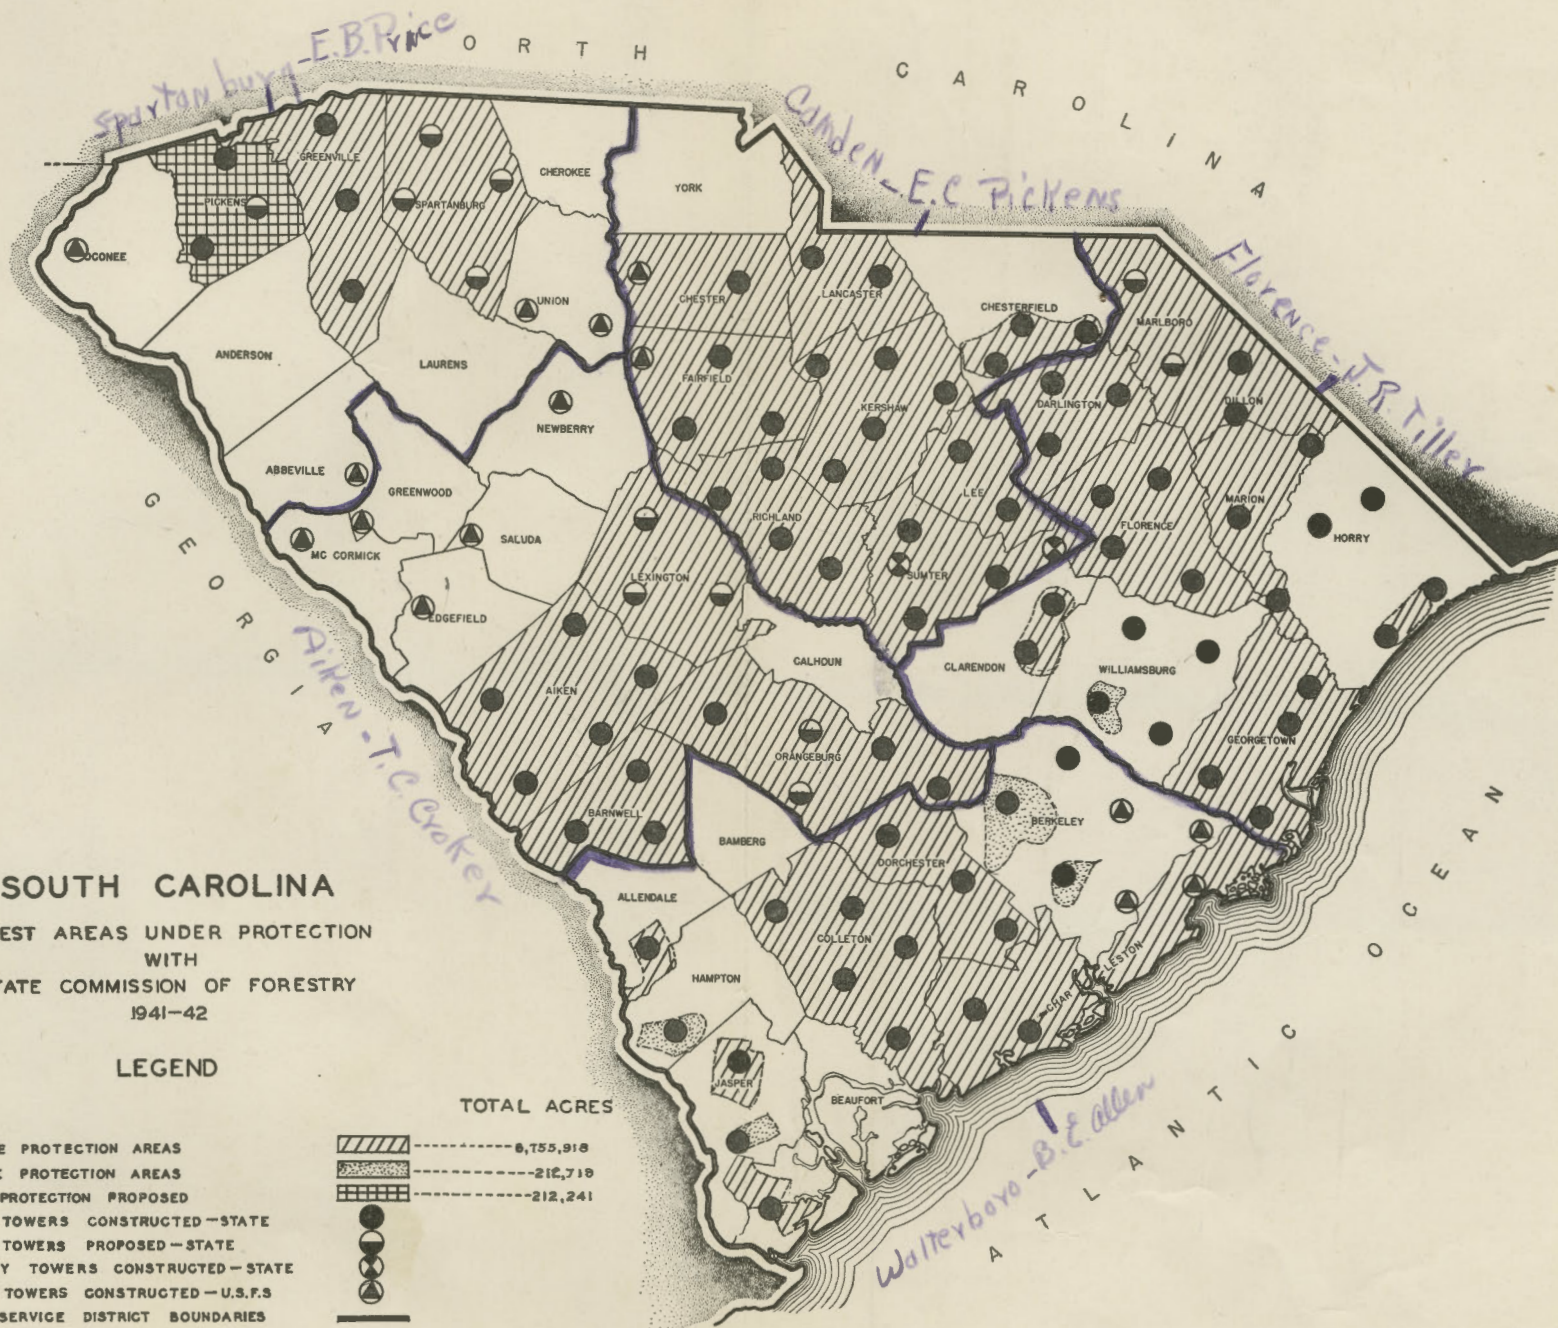 Spartanburg - E.B. Price
ORTH CAROLINA
Camden - E.C Pickens
Florence - J.R. Tiller
GREENVILLE
CHEROKEE
YORK
PICKENS
SPARTANBURG
OCONEE
UNION
CHESTER
LANCASTER
CHESTERFIELD
MARLBORO
ANDERSON
LAURENS
FAIRFIELD
KERSHAW
DARLINGTON
DILLON
NEWBERRY
ABBEVILLE
GREENWOOD
LEE
MARION
RICHLAND
FLORENCE
HORRY
MC CORMICK
SALUDA
LEXINGTON
SUMTER
EDGEFIELD
CALHOUN
CLARENDON
WILLIAMSBURG
AIKEN
ORANGEBURG
GEORGETOWN
BARNWELL
BAMBERG
BERKELEY
DORCHESTER
ALLENDALE
COLLETON
HAMPTON
CHARLESTON
JASPER
BEAUFORT
GEORGIA
Aiken - T.C. Croker
ATLANTIC OCEAN
Walterboro - B.E. Allen
SOUTH CAROLINA
EST AREAS UNDER PROTECTION
WITH
TATE COMMISSION OF FORESTRY
1941-42
LEGEND
TOTAL ACRES
E PROTECTION AREAS 6,755,918
E PROTECTION AREAS 212,719
PROTECTION PROPOSED 212,241
TOWERS CONSTRUCTED-STATE
TOWERS PROPOSED-STATE
Y TOWERS CONSTRUCTED-STATE
TOWERS CONSTRUCTED-U.S.F.S
SERVICE DISTRICT BOUNDARIES